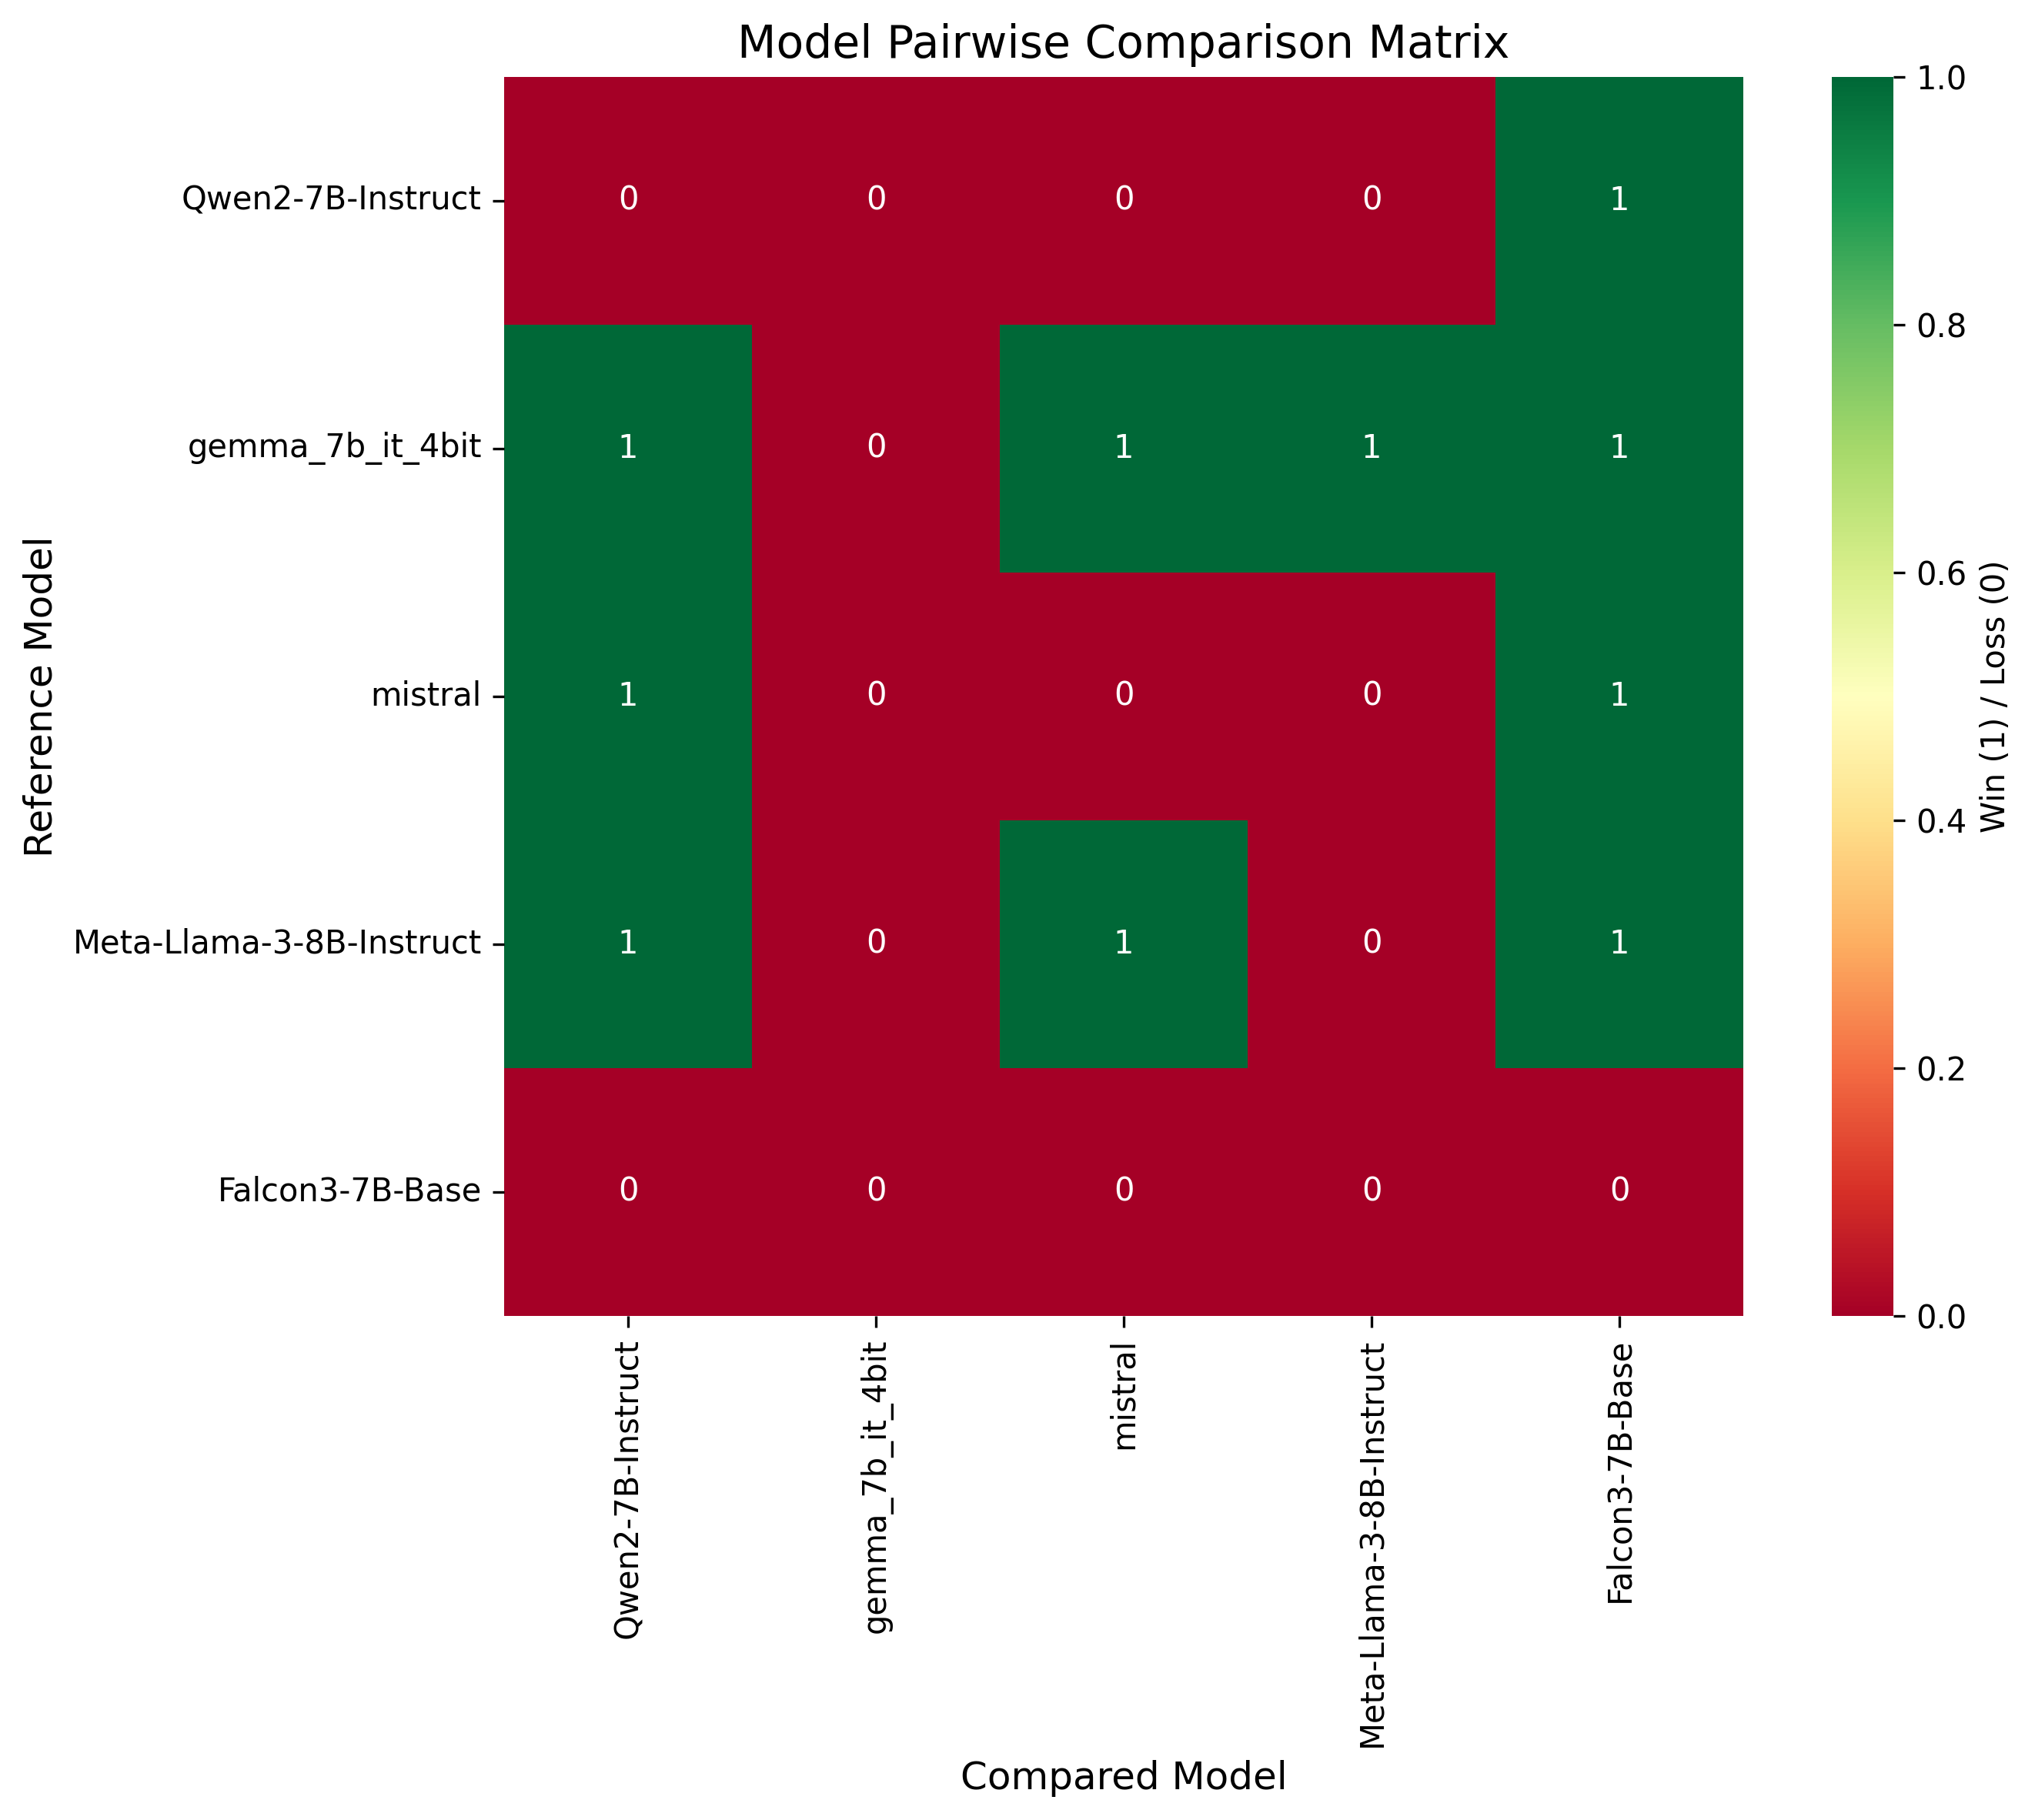 Model Pairwise Comparison Matrix
Reference Model
Qwen2-7B-Instruct 0 0 0 0 1
gemma_7b_it_4bit 1 0 1 1 1
mistral 1 0 0 0 1
Meta-Llama-3-8B-Instruct 1 0 1 0 1
Falcon3-7B-Base 0 0 0 0 0
Qwen2-7B-Instruct
gemma_7b_it_4bit
mistral
Meta-Llama-3-8B-Instruct
Falcon3-7B-Base
Compared Model
1.0
0.8
0.6
0.4
0.2
0.0
Win (1) / Loss (0)